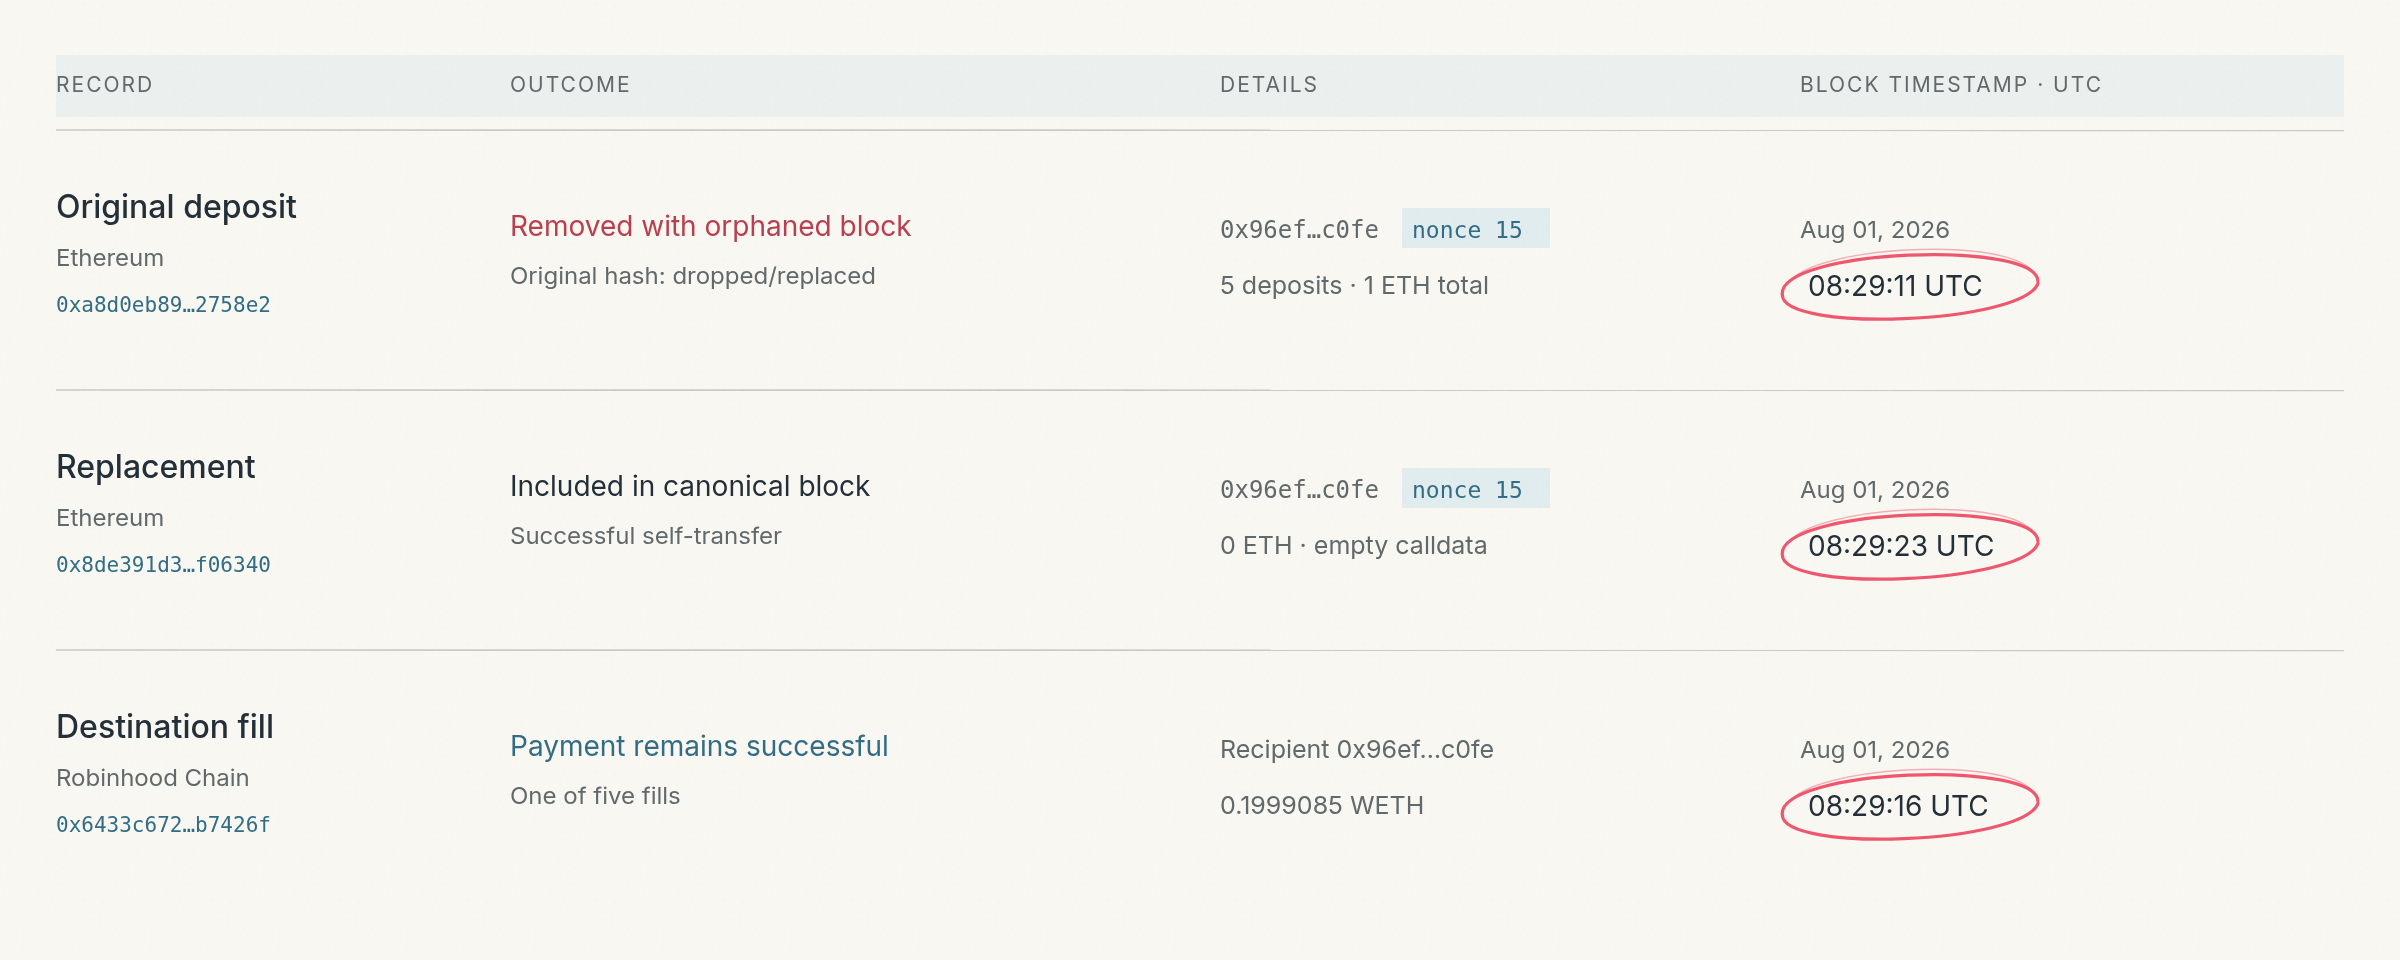 RECORD OUTCOME DETAILS BLOCK TIMESTAMP · UTC
Original deposit
Ethereum
0xa8d0eb89…2758e2
Removed with orphaned block
Original hash: dropped/replaced
0x96ef…c0fe nonce 15
5 deposits · 1 ETH total
Aug 01, 2026
08:29:11 UTC
Replacement
Ethereum
0x8de391d3…f06340
Included in canonical block
Successful self-transfer
0x96ef…c0fe nonce 15
0 ETH · empty calldata
Aug 01, 2026
08:29:23 UTC
Destination fill
Robinhood Chain
0x6433c672…b7426f
Payment remains successful
One of five fills
Recipient 0x96ef…c0fe
0.1999085 WETH
Aug 01, 2026
08:29:16 UTC